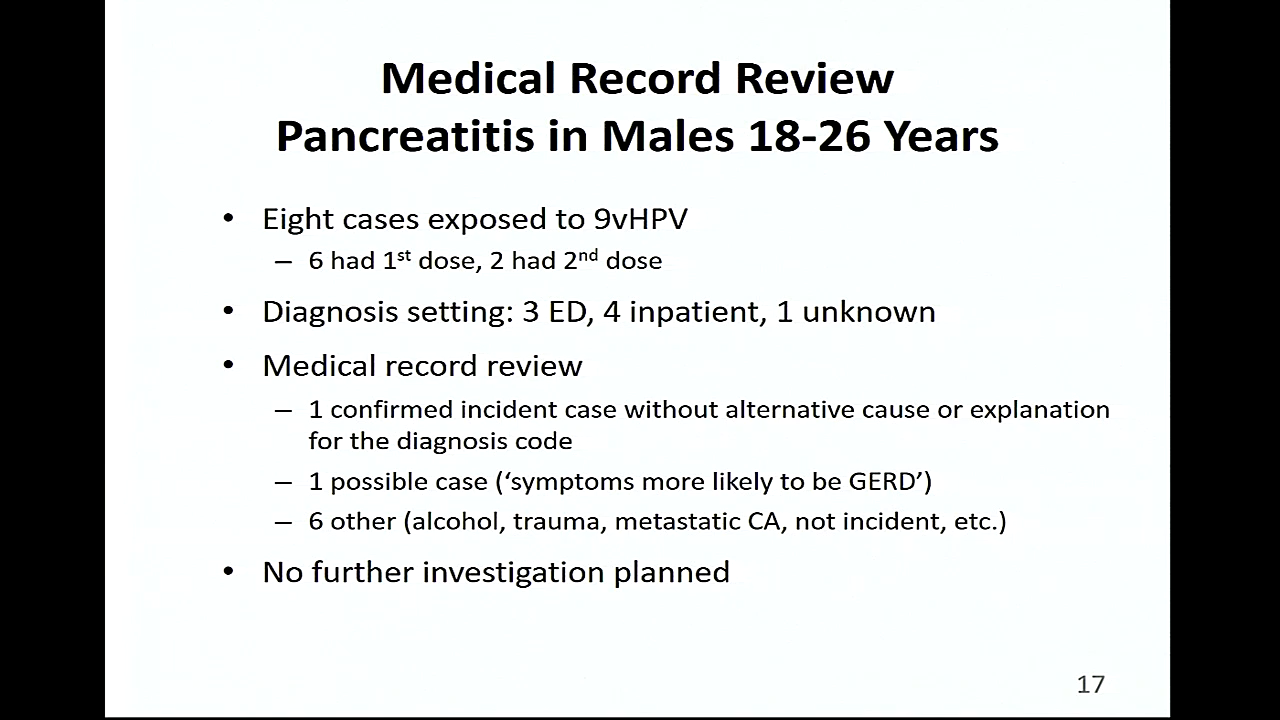 Medical Record Review
Pancreatitis in Males 18-26 Years
• Eight cases exposed to 9vHPV
– 6 had 1st dose, 2 had 2nd dose
• Diagnosis setting: 3 ED, 4 inpatient, 1 unknown
• Medical record review
– 1 confirmed incident case without alternative cause or explanation
for the diagnosis code
– 1 possible case (‘symptoms more likely to be GERD’)
– 6 other (alcohol, trauma, metastatic CA, not incident, etc.)
• No further investigation planned
17